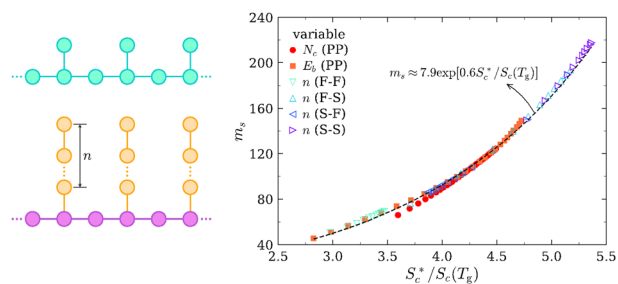 n
variable
N_c (PP)
E_b (PP)
n (F-F)
n (F-S)
n (S-F)
n (S-S)
m_s ≈ 7.9exp[0.6S_c^*/S_c(T_g)]
m_s
240
200
160
120
80
40
2.5 3.0 3.5 4.0 4.5 5.0 5.5
S_c^*/S_c(T_g)